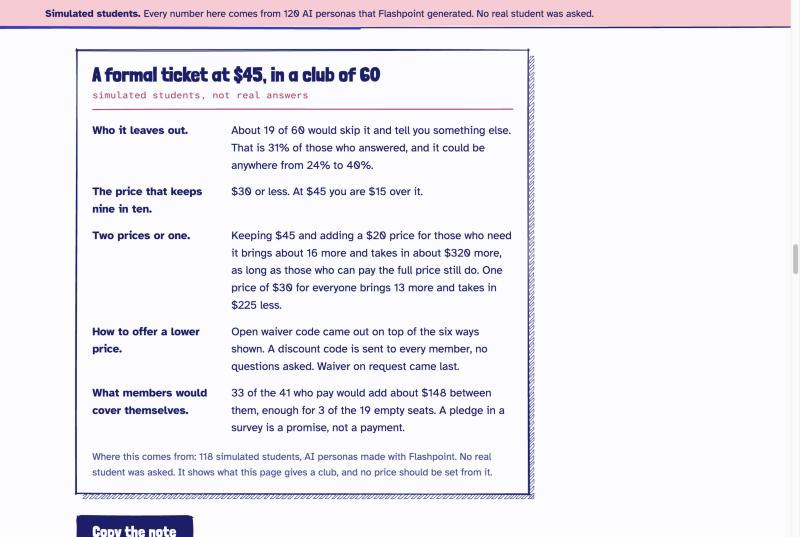 Simulated students. Every number here comes from 120 AI personas that Flashpoint generated. No real student was asked.
A formal ticket at $45, in a club of 60
simulated students, not real answers
Who it leaves out.
About 19 of 60 would skip it and tell you something else.
That is 31% of those who answered, and it could be
anywhere from 24% to 40%.
The price that keeps
nine in ten.
$30 or less. At $45 you are $15 over it.
Two prices or one.
Keeping $45 and adding a $20 price for those who need
it brings about 16 more and takes in about $320 more,
as long as those who can pay the full price still do. One
price of $30 for everyone brings 13 more and takes in
$225 less.
How to offer a lower
price.
Open waiver code came out on top of the six ways
shown. A discount code is sent to every member, no
questions asked. Waiver on request came last.
What members would
cover themselves.
33 of the 41 who pay would add about $148 between
them, enough for 3 of the 19 empty seats. A pledge in a
survey is a promise, not a payment.
Where this comes from: 118 simulated students, AI personas made with Flashpoint. No real
student was asked. It shows what this page gives a club, and no price should be set from it.
Copy the note